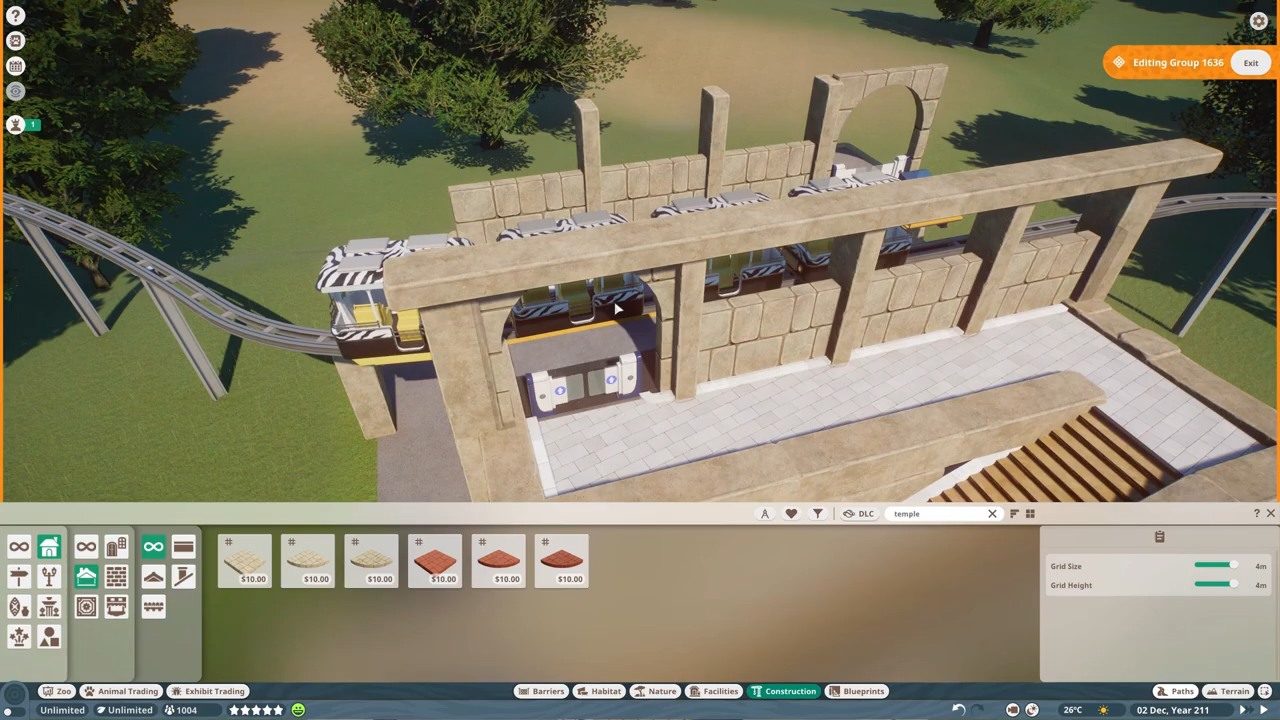 ?
Editing Group 1636 Exit
1
DLC temple
? ×
$10.00 $10.00 $10.00 $10.00 $10.00 $10.00
Grid Size 4m
Grid Height 4m
Zoo Animal Trading Exhibit Trading Barriers Habitat Nature Facilities Construction Blueprints Paths Terrain
Unlimited Unlimited 1004 26°C 02 Dec, Year 211